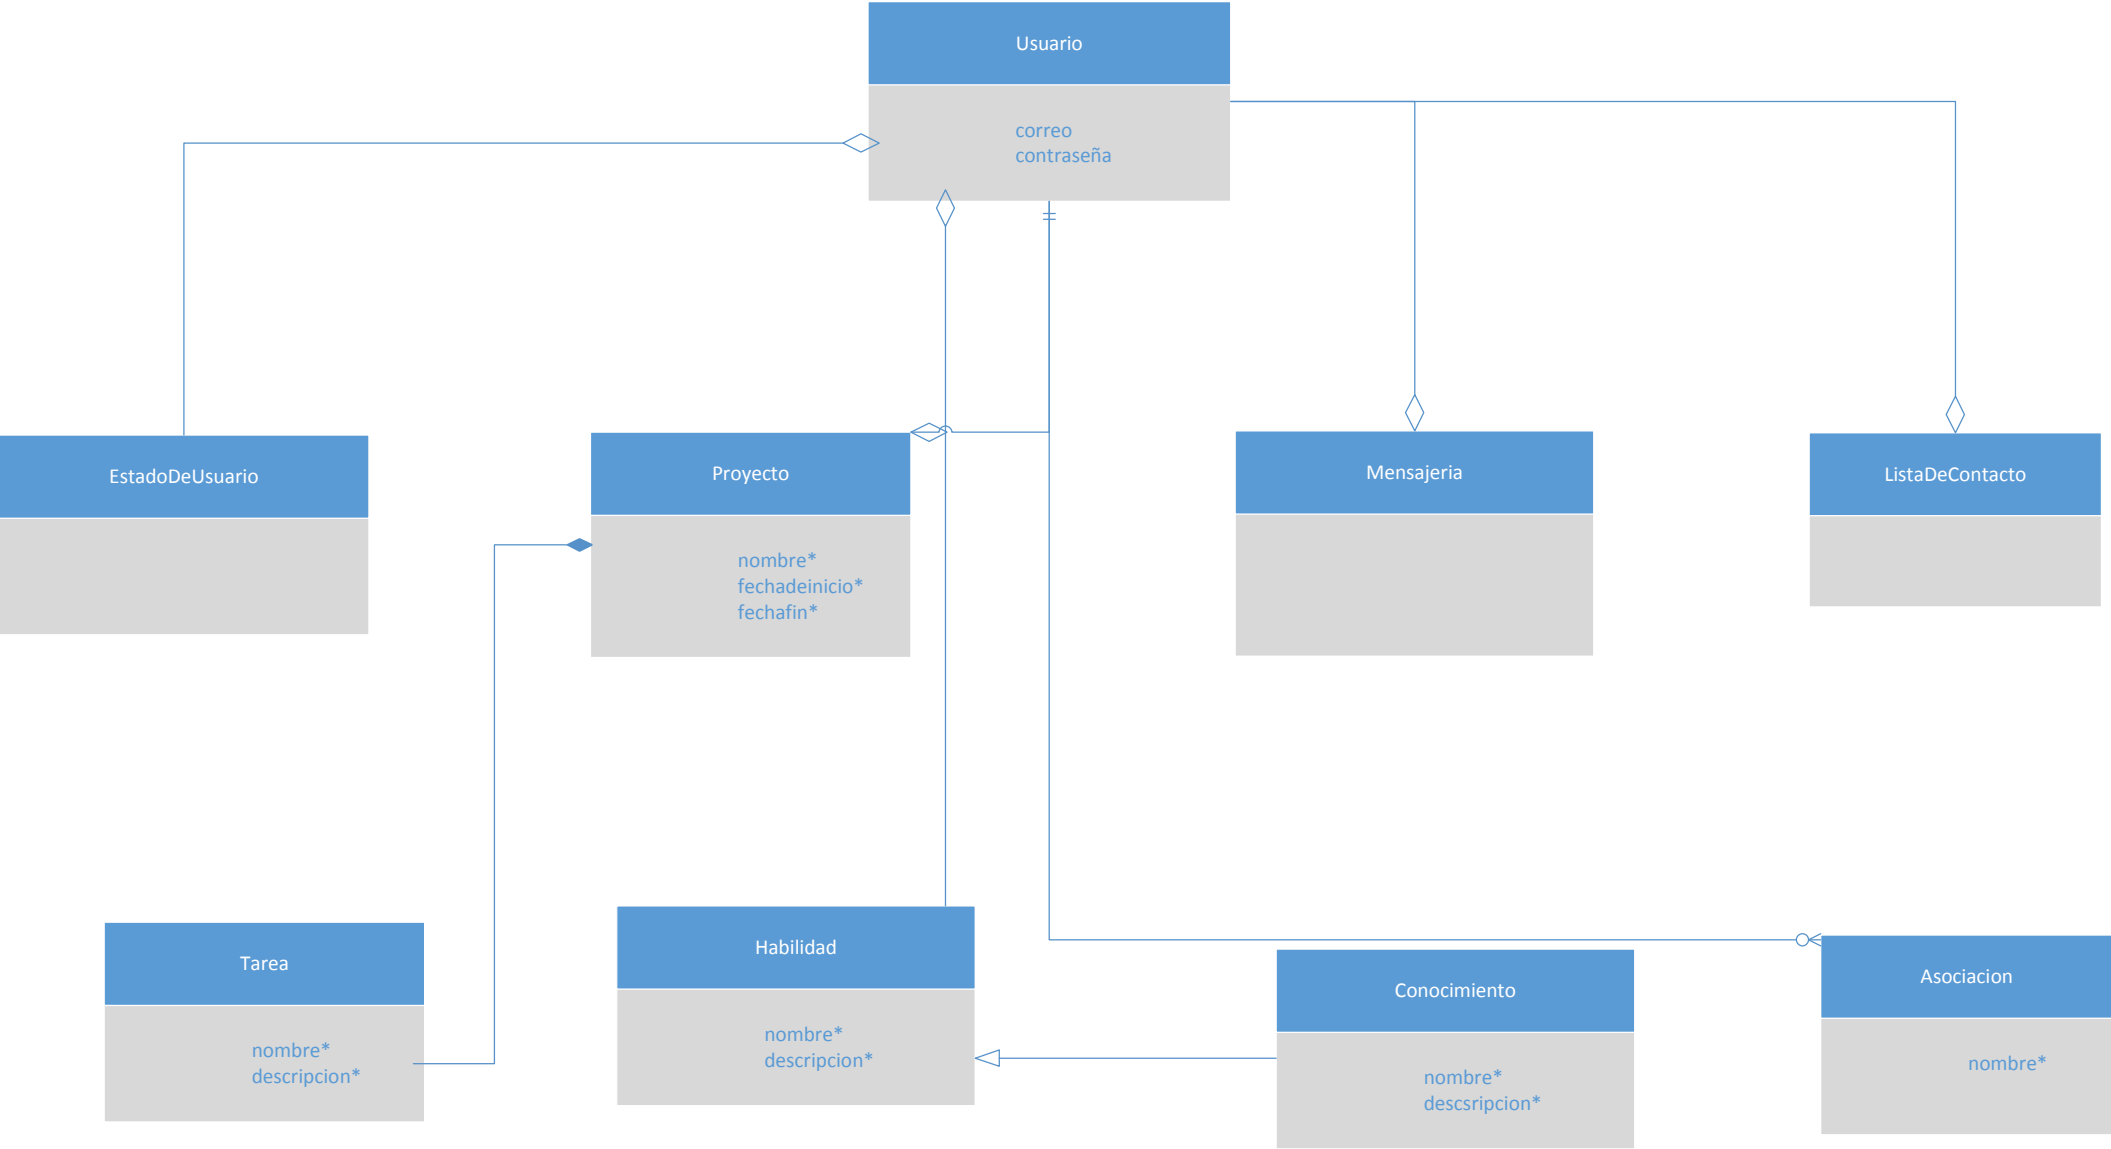 Usuario
correo
contraseña
EstadoDeUsuario
Proyecto
nombre*
fechadeinicio*
fechafin*
Mensajeria
ListaDeContacto
Tarea
nombre*
descripcion*
Habilidad
nombre*
descripcion*
Conocimiento
nombre*
descsripcion*
Asociacion
nombre*